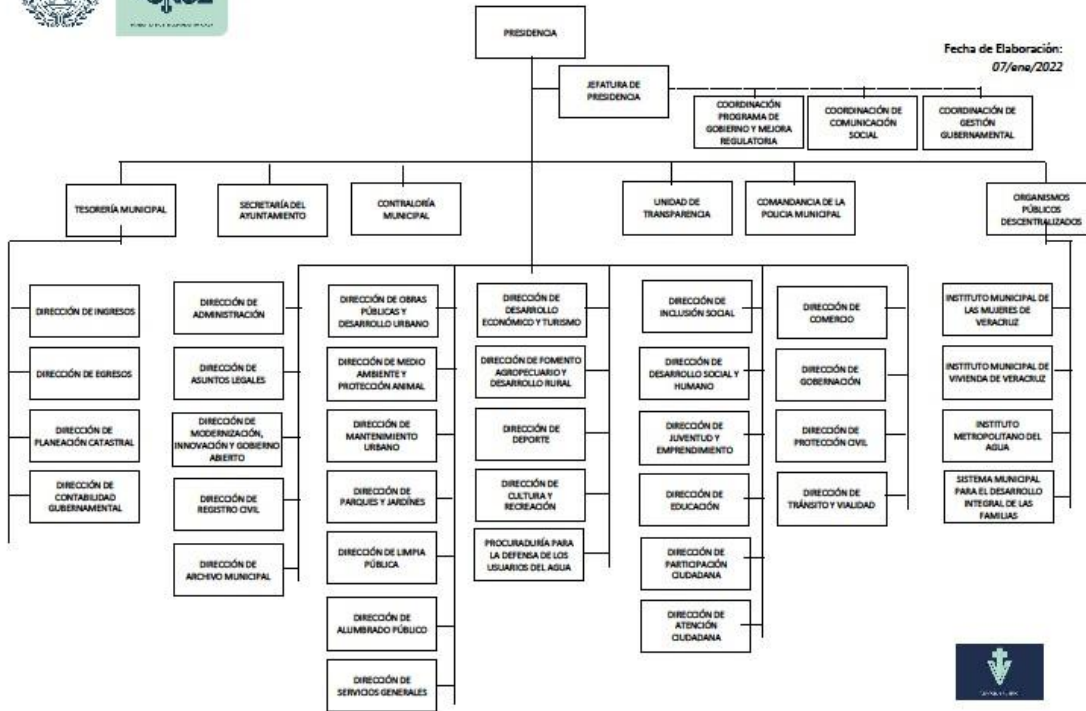 PRESIDENCIA
Fecha de Elaboración:
07/ene/2022
JEFATURA DE
PRESIDENCIA
COORDINACIÓN
PROGRAMA DE
GOBIERNO Y MEJORA
REGULATORIA
COORDINACIÓN DE
COMUNICACIÓN
SOCIAL
COORDINACIÓN DE
GESTIÓN
GUBERNAMENTAL
TESORERÍA MUNICIPAL
SECRETARÍA DEL
AYUNTAMIENTO
CONTRALORÍA
MUNICIPAL
UNIDAD DE
TRANSPARENCIA
COMANDANCIA DE LA
POLICIA MUNICIPAL
ORGANISMOS
PÚBLICOS
DESCENTRALIZADOS
DIRECCIÓN DE INGRESOS
DIRECCIÓN DE EGRESOS
DIRECCIÓN DE
PLANEACIÓN CATASTRAL
DIRECCIÓN DE
CONTABILIDAD
GUBERNAMENTAL
DIRECCIÓN DE
ADMINISTRACIÓN
DIRECCIÓN DE
ASUNTOS LEGALES
DIRECCIÓN DE
MODERNIZACIÓN,
INNOVACIÓN Y GOBIERNO
ABIERTO
DIRECCIÓN DE
REGISTRO CIVIL
DIRECCIÓN DE
ARCHIVO MUNICIPAL
DIRECCIÓN DE OBRAS
PÚBLICAS Y
DESARROLLO URBANO
DIRECCIÓN DE MEDIO
AMBIENTE Y
PROTECCIÓN ANIMAL
DIRECCIÓN DE
MANTENIMIENTO
URBANO
DIRECCIÓN DE
PARQUES Y JARDÍNES
DIRECCIÓN DE LIMPIA
PÚBLICA
DIRECCIÓN DE
ALUMBRADO PÚBLICO
DIRECCIÓN DE
SERVICIOS GENERALES
DIRECCIÓN DE
DESARROLLO
ECONÓMICO Y TURISMO
DIRECCIÓN DE FOMENTO
AGROPECUARIO Y
DESARROLLO RURAL
DIRECCIÓN DE
DEPORTE
DIRECCIÓN DE
CULTURA Y
RECREACIÓN
PROCURADURÍA PARA
LA DEFENSA DE LOS
USUARIOS DEL AGUA
DIRECCIÓN DE
INCLUSIÓN SOCIAL
DIRECCIÓN DE
DESARROLLO SOCIAL Y
HUMANO
DIRECCIÓN DE
JUVENTUD Y
EMPRENDIMIENTO
DIRECCIÓN DE
EDUCACIÓN
DIRECCIÓN DE
PARTICIPACIÓN
CIUDADANA
DIRECCIÓN DE
ATENCIÓN
CIUDADANA
DIRECCIÓN DE
COMERCIO
DIRECCIÓN DE
GOBERNACIÓN
DIRECCIÓN DE
PROTECCIÓN CIVIL
DIRECCIÓN DE
TRÁNSITO Y VIALIDAD
INSTITUTO MUNICIPAL DE
LAS MUJERES DE
VERACRUZ
INSTITUTO MUNICIPAL DE
VIVIENDA DE VERACRUZ
INSTITUTO
METROPOLITANO DEL
AGUA
SISTEMA MUNICIPAL
PARA EL DESARROLLO
INTEGRAL DE LAS
FAMILIAS